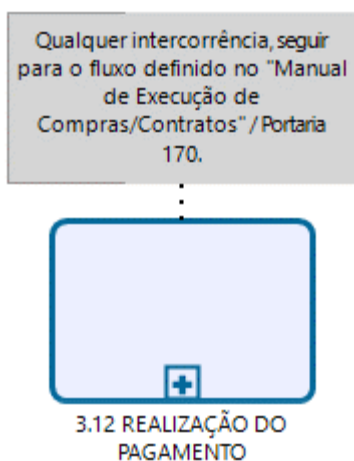 Qualquer intercorrência, seguir
para o fluxo definido no "Manual
de Execução de
Compras/Contratos" / Portaria
170.
3.12 REALIZAÇÃO DO
PAGAMENTO